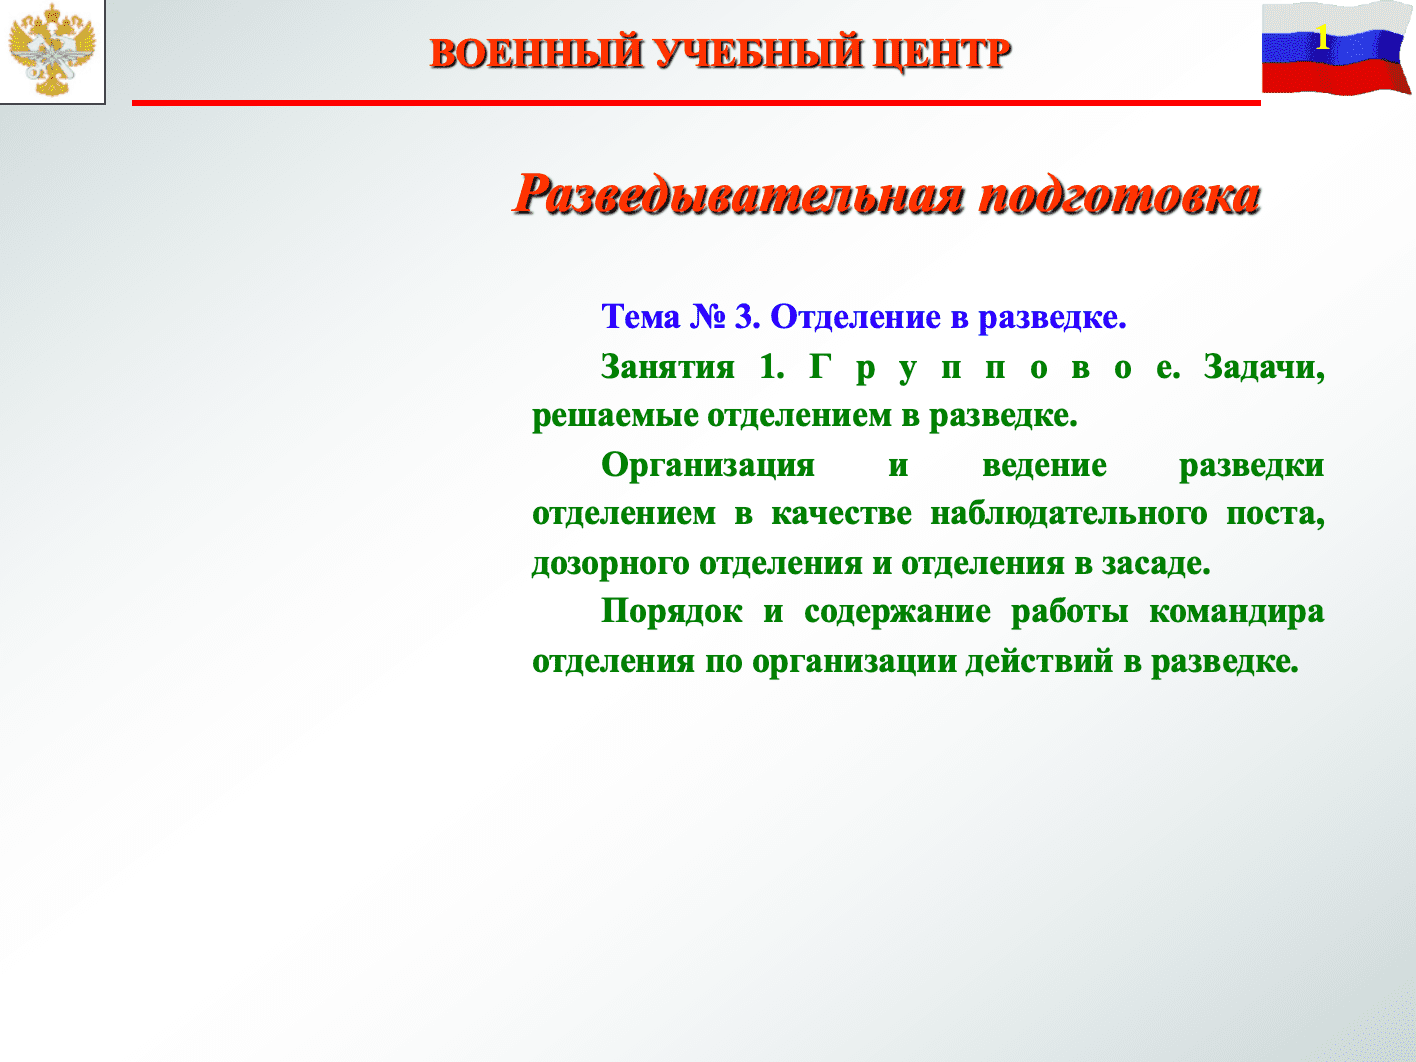 ВОЕННЫЙ УЧЕБНЫЙ ЦЕНТР
1
Разведывательная подготовка
Тема № 3. Отделение в разведке.
Занятия 1. Г р у п п о в о е. Задачи,
решаемые отделением в разведке.
Организация и ведение разведки
отделением в качестве наблюдательного поста,
дозорного отделения и отделения в засаде.
Порядок и содержание работы командира
отделения по организации действий в разведке.